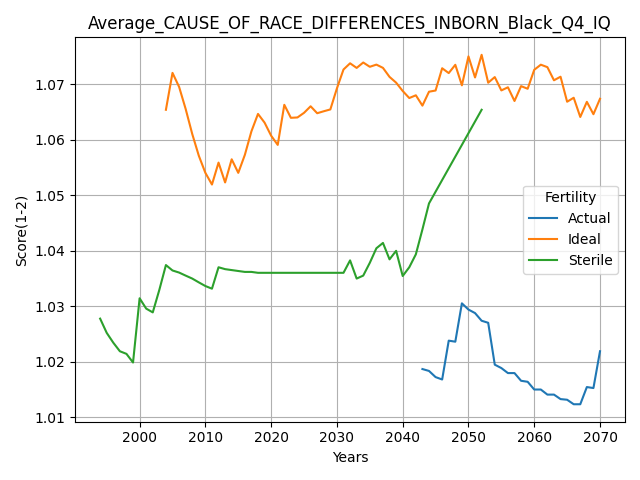 Average_CAUSE_OF_RACE_DIFFERENCES_INBORN_Black_Q4_IQ
1.07
1.06
1.05
1.04
1.03
1.02
1.01
Score(1-2)
Fertility
Actual
Ideal
Sterile
2000 2010 2020 2030 2040 2050 2060 2070
Years